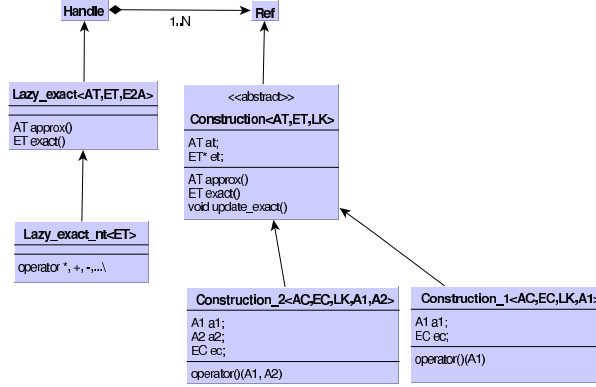 Handle
Ref
1..N
Lazy_exact<AT,ET,E2A>
AT approx()
ET exact()
<<abstract>>
Construction<AT,ET,LK>
AT at;
ET* et;
AT approx()
ET exact()
void update_exact()
Lazy_exact_nt<ET>
operator *, +, -,...\
Construction_2<AC,EC,LK,A1,A2>
A1 a1;
A2 a2;
EC ec;
operator()(A1, A2)
Construction_1<AC,EC,LK,A1>
A1 a1;
EC ec;
operator()(A1)